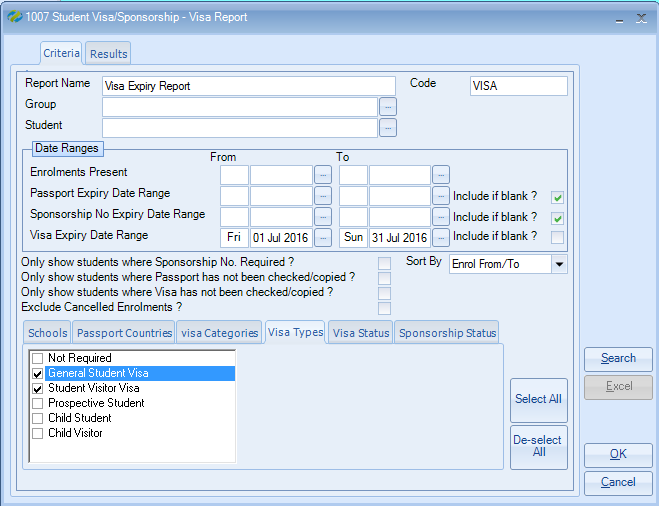 1007 Student Visa/Sponsorship - Visa Report
Criteria Results
Report Name Visa Expiry Report Code VISA
Group ...
Student ...
Date Ranges
From To
Enrolments Present ... ...
Passport Expiry Date Range ... ... Include if blank ?
Sponsorship No Expiry Date Range ... ... Include if blank ?
Visa Expiry Date Range Fri 01 Jul 2016 ... Sun 31 Jul 2016 ... Include if blank ?
Only show students where Sponsorship No. Required ? Sort By Enrol From/To
Only show students where Passport has not been checked/copied ?
Only show students where Visa has not been checked/copied ?
Exclude Cancelled Enrolments ?
Schools Passport Countries visa Categories Visa Types Visa Status Sponsorship Status
Not Required
General Student Visa
Student Visitor Visa
Prospective Student
Child Student
Child Visitor
Select All
De-select
All
Search
Excel
OK
Cancel